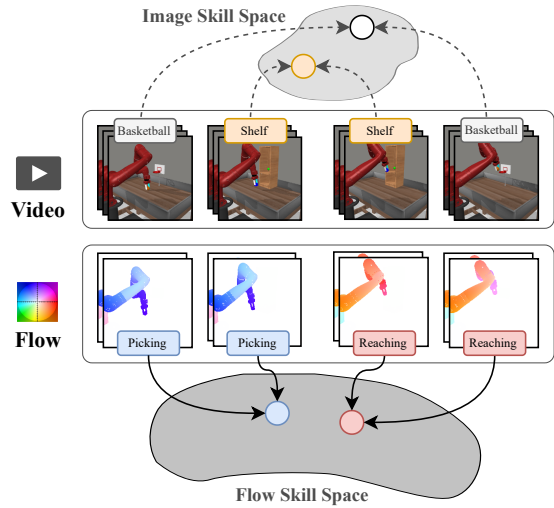 Image Skill Space
Basketball
Shelf
Shelf
Basketball
Video
Flow
Picking
Picking
Reaching
Reaching
Flow Skill Space